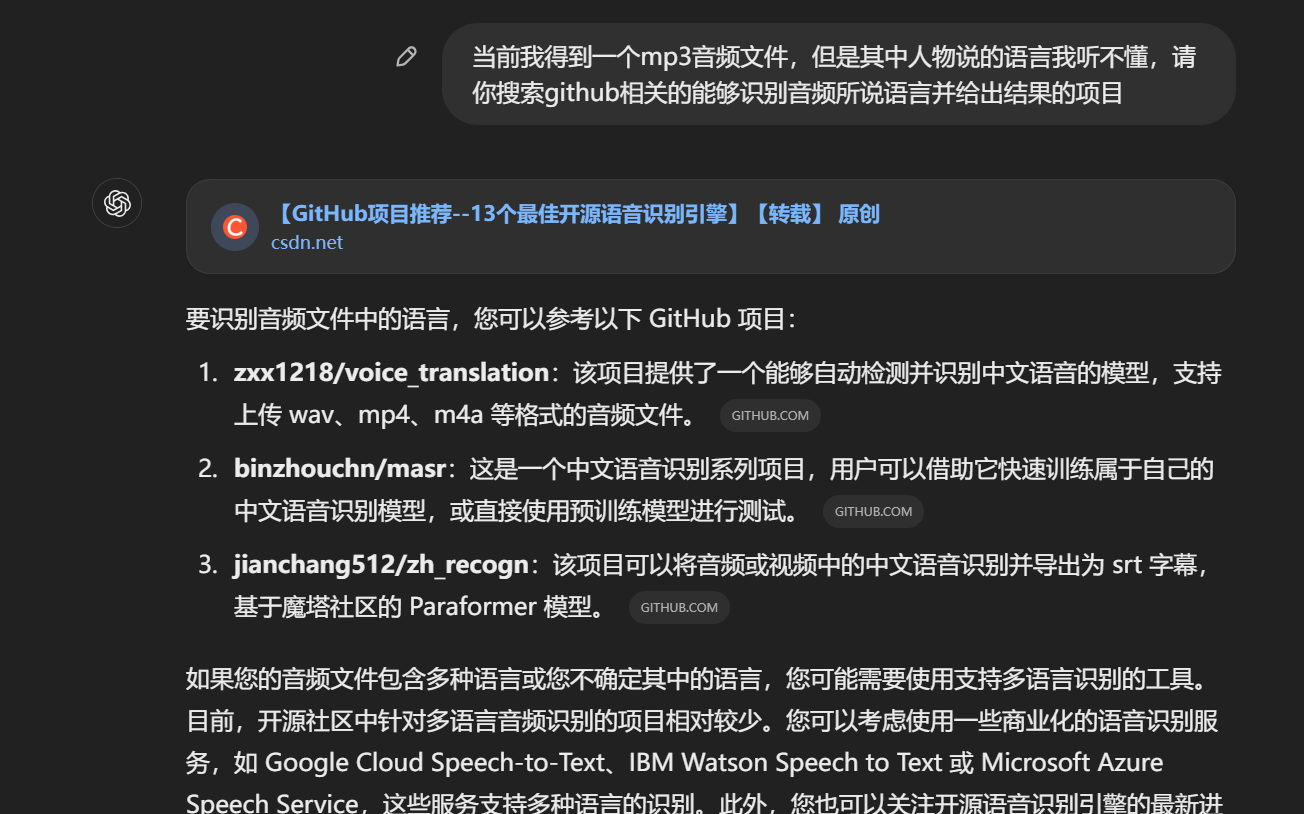 当前我得到一个mp3音频文件，但是其中人物说的语言我听不懂，请
你搜索github相关的能够识别音频所说语言并给出结果的项目
【GitHub项目推荐--13个最佳开源语音识别引擎】【转载】 原创
csdn.net
要识别音频文件中的语言，您可以参考以下 GitHub 项目：
1. zxx1218/voice_translation：该项目提供了一个能够自动检测并识别中文语音的模型，支持
上传 wav、mp4、m4a 等格式的音频文件。 GITHUB.COM
2. binzhouchn/masr：这是一个中文语音识别系列项目，用户可以借助它快速训练属于自己的
中文语音识别模型，或直接使用预训练模型进行测试。 GITHUB.COM
3. jianchang512/zh_recogn：该项目可以将音频或视频中的中文语音识别并导出为 srt 字幕，
基于魔塔社区的 Paraformer 模型。 GITHUB.COM
如果您的音频文件包含多种语言或您不确定其中的语言，您可能需要使用支持多语言识别的工具。
目前，开源社区中针对多语言音频识别的项目相对较少。您可以考虑使用一些商业化的语音识别服
务，如 Google Cloud Speech-to-Text、IBM Watson Speech to Text 或 Microsoft Azure
Speech Service，这些服务支持多种语言的识别。此外，您也可以关注开源语音识别引擎的最新进